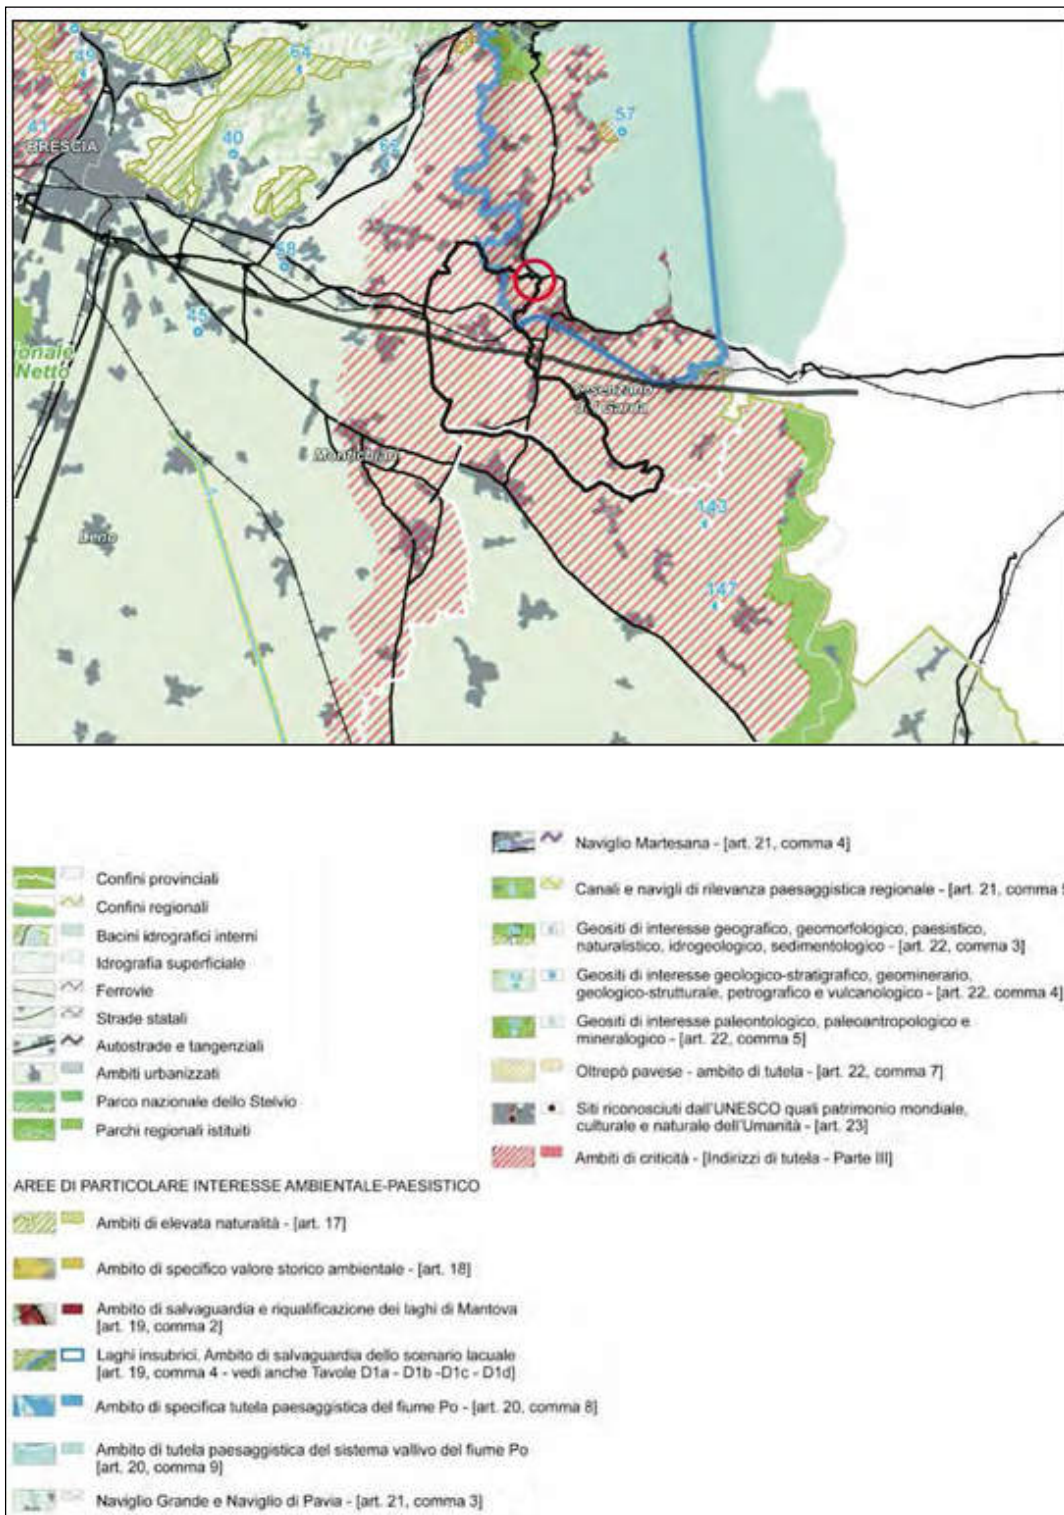 49
64
57
41
BRESCIA
40
62
58
45
ionale
Netto
Desenzano
del Garda
Montichiari
143
Leno
147
Confini provinciali
Confini regionali
Bacini idrografici interni
Idrografia superficiale
Ferrovie
Strade statali
Autostrade e tangenziali
Ambiti urbanizzati
Parco nazionale dello Stelvio
Parchi regionali istituiti
AREE DI PARTICOLARE INTERESSE AMBIENTALE-PAESISTICO
Ambiti di elevata naturalità - [art. 17]
Ambito di specifico valore storico ambientale - [art. 18]
Ambito di salvaguardia e riqualificazione dei laghi di Mantova
[art. 19, comma 2]
Laghi insubrici. Ambito di salvaguardia dello scenario lacuale
[art. 19, comma 4 - vedi anche Tavole D1a - D1b -D1c - D1d]
Ambito di specifica tutela paesaggistica del fiume Po - [art. 20, comma 8]
Ambito di tutela paesaggistica del sistema vallivo del fiume Po
[art. 20, comma 9]
Naviglio Grande e Naviglio di Pavia - [art. 21, comma 3]
Naviglio Martesana - [art. 21, comma 4]
Canali e navigli di rilevanza paesaggistica regionale - [art. 21, comma 5
Geositi di interesse geografico, geomorfologico, paesistico,
naturalistico, idrogeologico, sedimentologico - [art. 22, comma 3]
Geositi di interesse geologico-stratigrafico, geominerario,
geologico-strutturale, petrografico e vulcanologico - [art. 22, comma 4]
Geositi di interesse paleontologico, paleoantropologico e
mineralogico - [art. 22, comma 5]
Oltrepò pavese - ambito di tutela - [art. 22, comma 7]
Siti riconosciuti dall'UNESCO quali patrimonio mondiale,
culturale e naturale dell'Umanità - [art. 23]
Ambiti di criticità - [Indirizzi di tutela - Parte III]